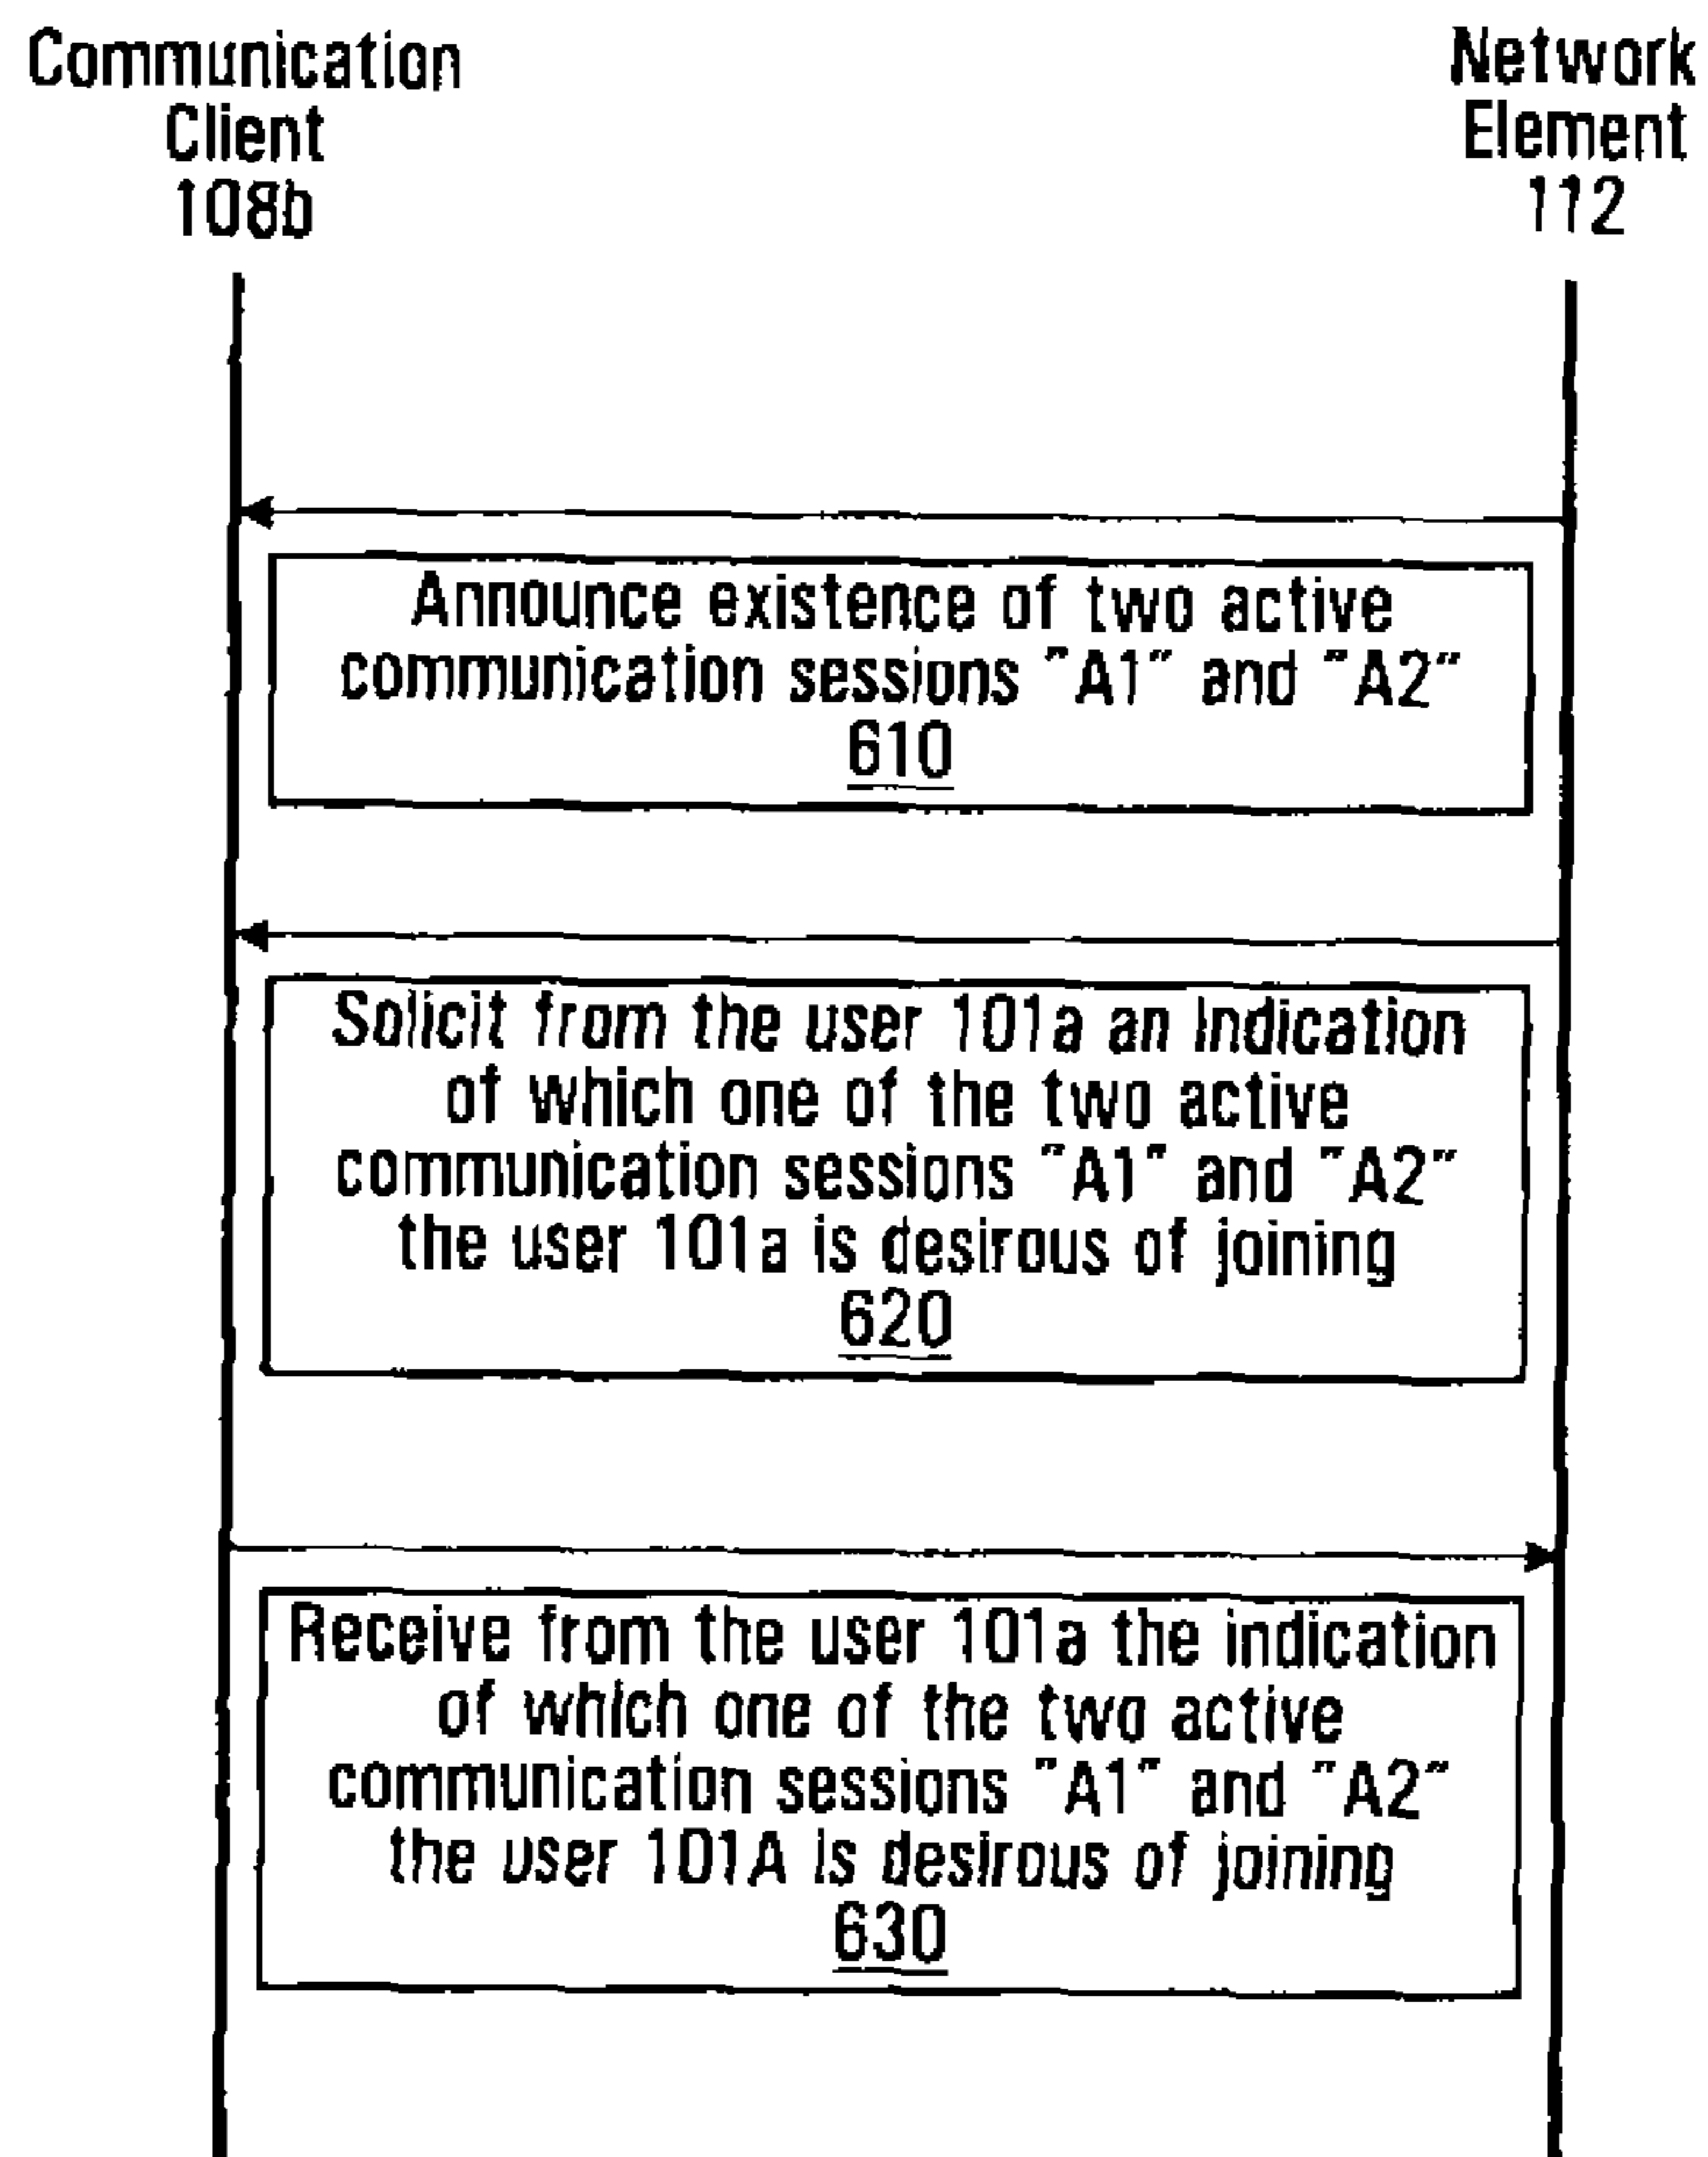 Communication
Client
108b
Network
Element
112
Announce existence of two active
communication sessions "A1" and "A2"
610
Solicit from the user 101a an indication
of which one of the two active
communication sessions "A1" and "A2"
the user 101a is desirous of joining
620
Receive from the user 101a the indication
of which one of the two active
communication sessions "A1" and "A2"
the user 101A is desirous of joining
630